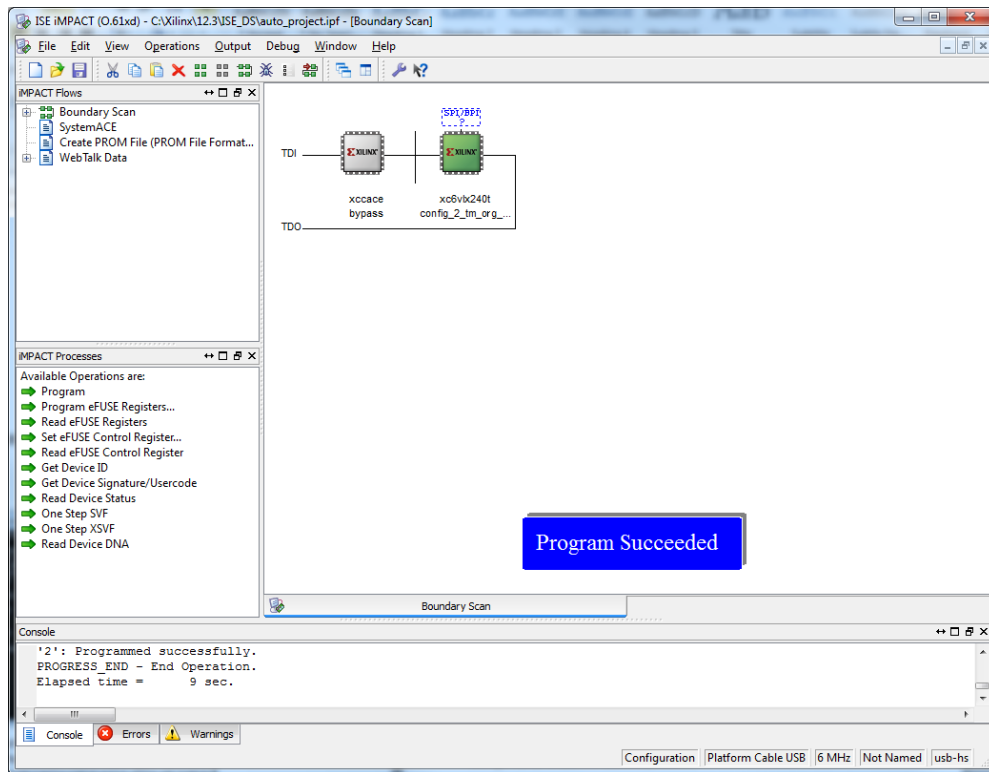 ISE iMPACT (O.61xd) - C:\Xilinx\12.3\ISE_DS\auto_project.ipf - [Boundary Scan]
File Edit View Operations Output Debug Window Help
iMPACT Flows
Boundary Scan
SystemACE
Create PROM File (PROM File Format...
WebTalk Data
SPI/BPI
?
TDI
XILINX XILINX
xccace xc6vlx240t
bypass config_2_tm_org_...
TDO
iMPACT Processes
Available Operations are:
Program
Program eFUSE Registers...
Read eFUSE Registers
Set eFUSE Control Register...
Read eFUSE Control Register
Get Device ID
Get Device Signature/Usercode
Read Device Status
One Step SVF
One Step XSVF
Read Device DNA
Program Succeeded
Boundary Scan
Console
'2': Programmed successfully.
PROGRESS_END - End Operation.
Elapsed time =      9 sec.
Console Errors Warnings
Configuration Platform Cable USB 6 MHz Not Named usb-hs